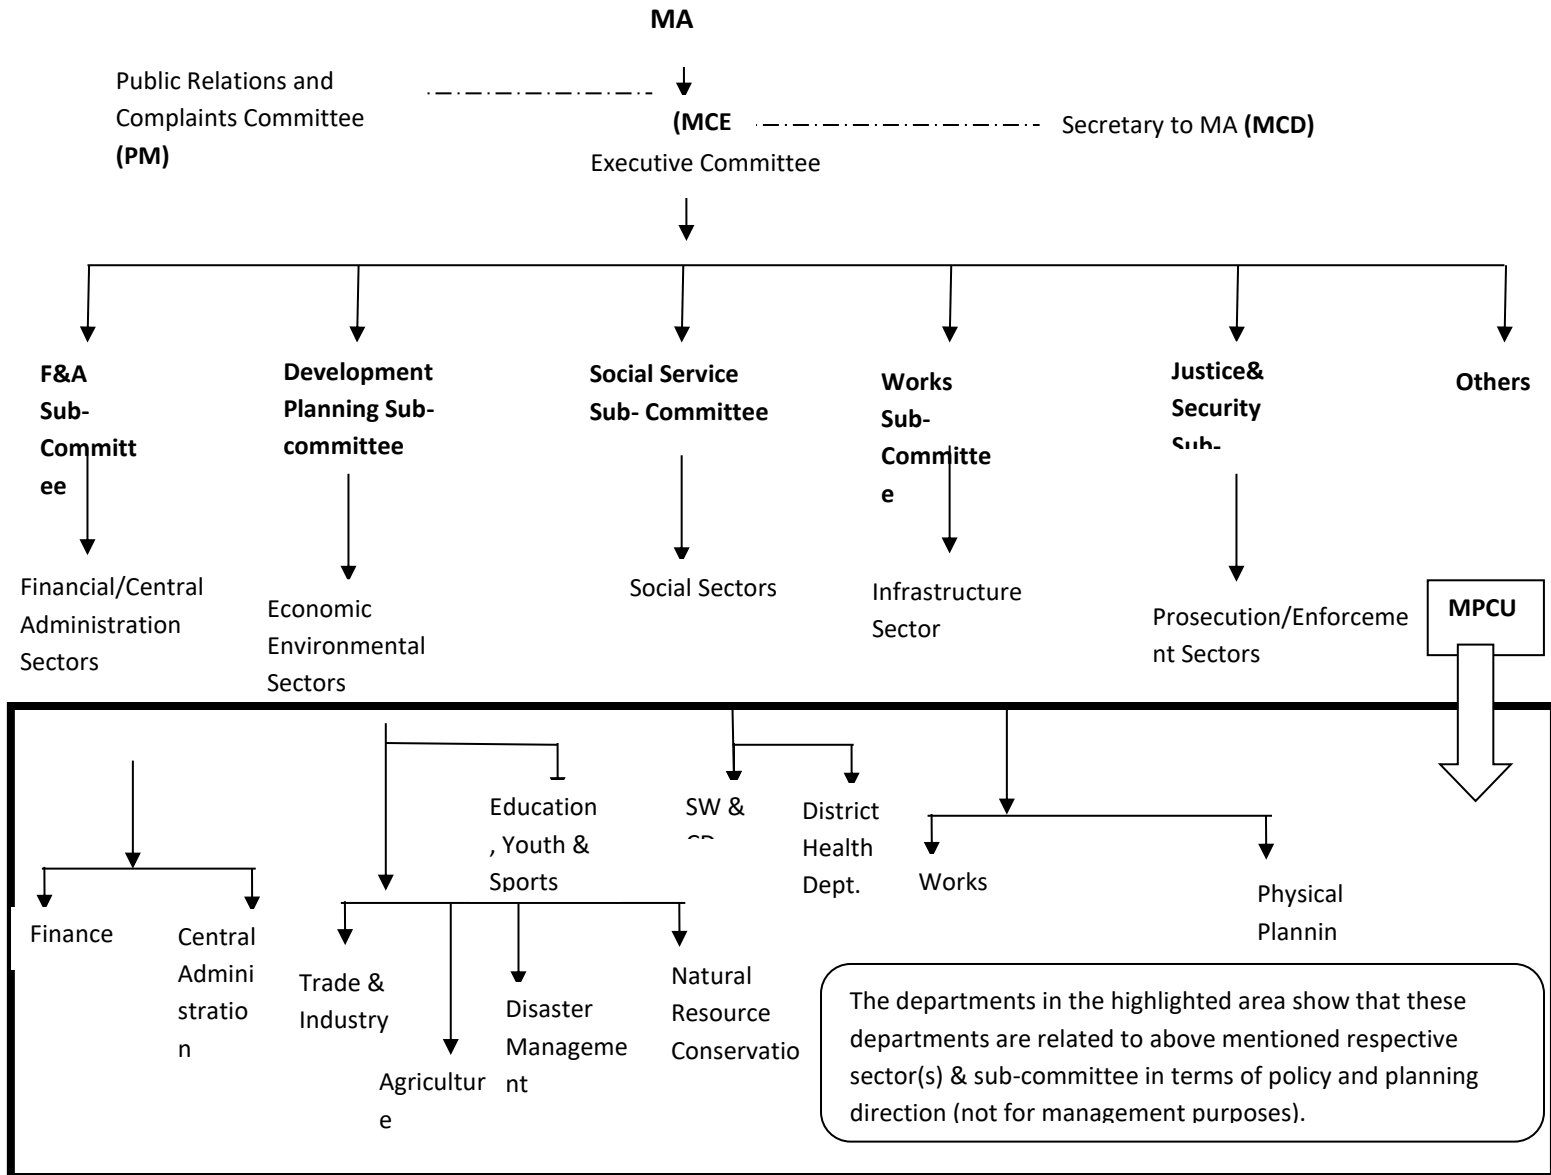 MA
Public Relations and
Complaints Committee
(PM)
(MCE
Executive Committee
Secretary to MA (MCD)
F&A
Sub-
Committ
ee
Development
Planning Sub-
committee
Social Service
Sub- Committee
Works
Sub-
Committe
e
Justice&
Security
Sub-
Others
Financial/Central
Administration
Sectors
Economic
Environmental
Sectors
Social Sectors
Infrastructure
Sector
Prosecution/Enforceme
nt Sectors
MPCU
Education
, Youth &
Sports
SW &
District
Health
Dept.
Works
Physical
Plannin
Finance
Central
Admini
stratio
n
Trade &
Industry
Agricultur
e
Disaster
Manageme
nt
Natural
Resource
Conservatio
The departments in the highlighted area show that these
departments are related to above mentioned respective
sector(s) & sub-committee in terms of policy and planning
direction (not for management purposes).